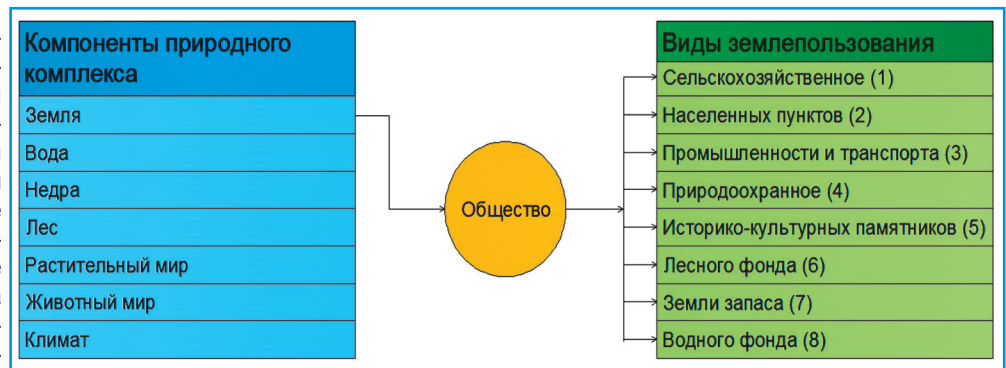 Компоненты природного
комплекса
Земля
Вода
Недра
Лес
Растительный мир
Животный мир
Климат
Общество
Виды землепользования
Сельскохозяйственное (1)
Населенных пунктов (2)
Промышленности и транспорта (3)
Природоохранное (4)
Историко-культурных памятников (5)
Лесного фонда (6)
Земли запаса (7)
Водного фонда (8)